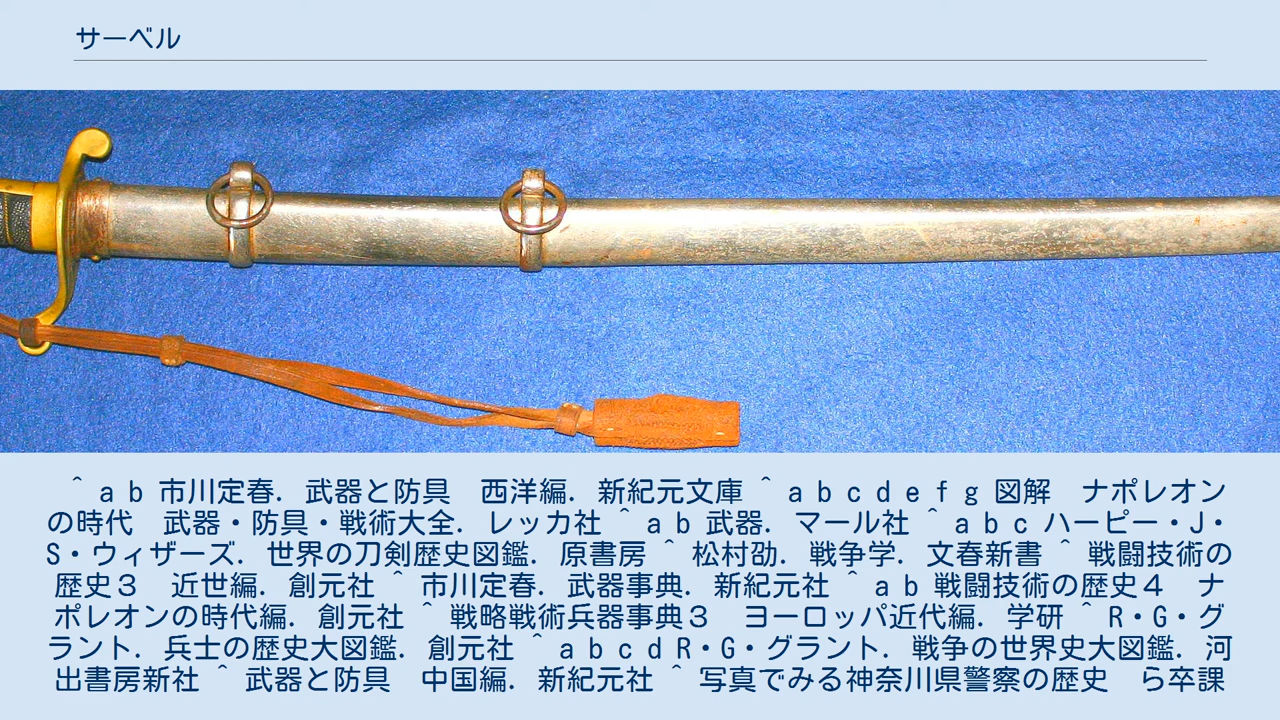 サーベル
^ a b 市川定春. 武器と防具　西洋編. 新紀元文庫 ^ a b c d e f g 図解　ナポレオン
の時代　武器・防具・戦術大全. レッカ社 ^ a b 武器. マール社 ^ a b c ハーピー・J・
S・ウィザーズ. 世界の刀剣歴史図鑑. 原書房 ^ 松村劭. 戦争学. 文春新書 ^ 戦闘技術の
歴史３　近世編. 創元社 ^ 市川定春. 武器事典. 新紀元社 ^ a b 戦闘技術の歴史４　ナ
ポレオンの時代編. 創元社 ^ 戦略戦術兵器事典３　ヨーロッパ近代編. 学研 ^ R・G・グ
ラント. 兵士の歴史大図鑑. 創元社 ^ a b c d R・G・グラント. 戦争の世界史大図鑑. 河
出書房新社 ^ 武器と防具　中国編. 新紀元社 ^ 写真でみる神奈川県警察の歴史　ら卒課